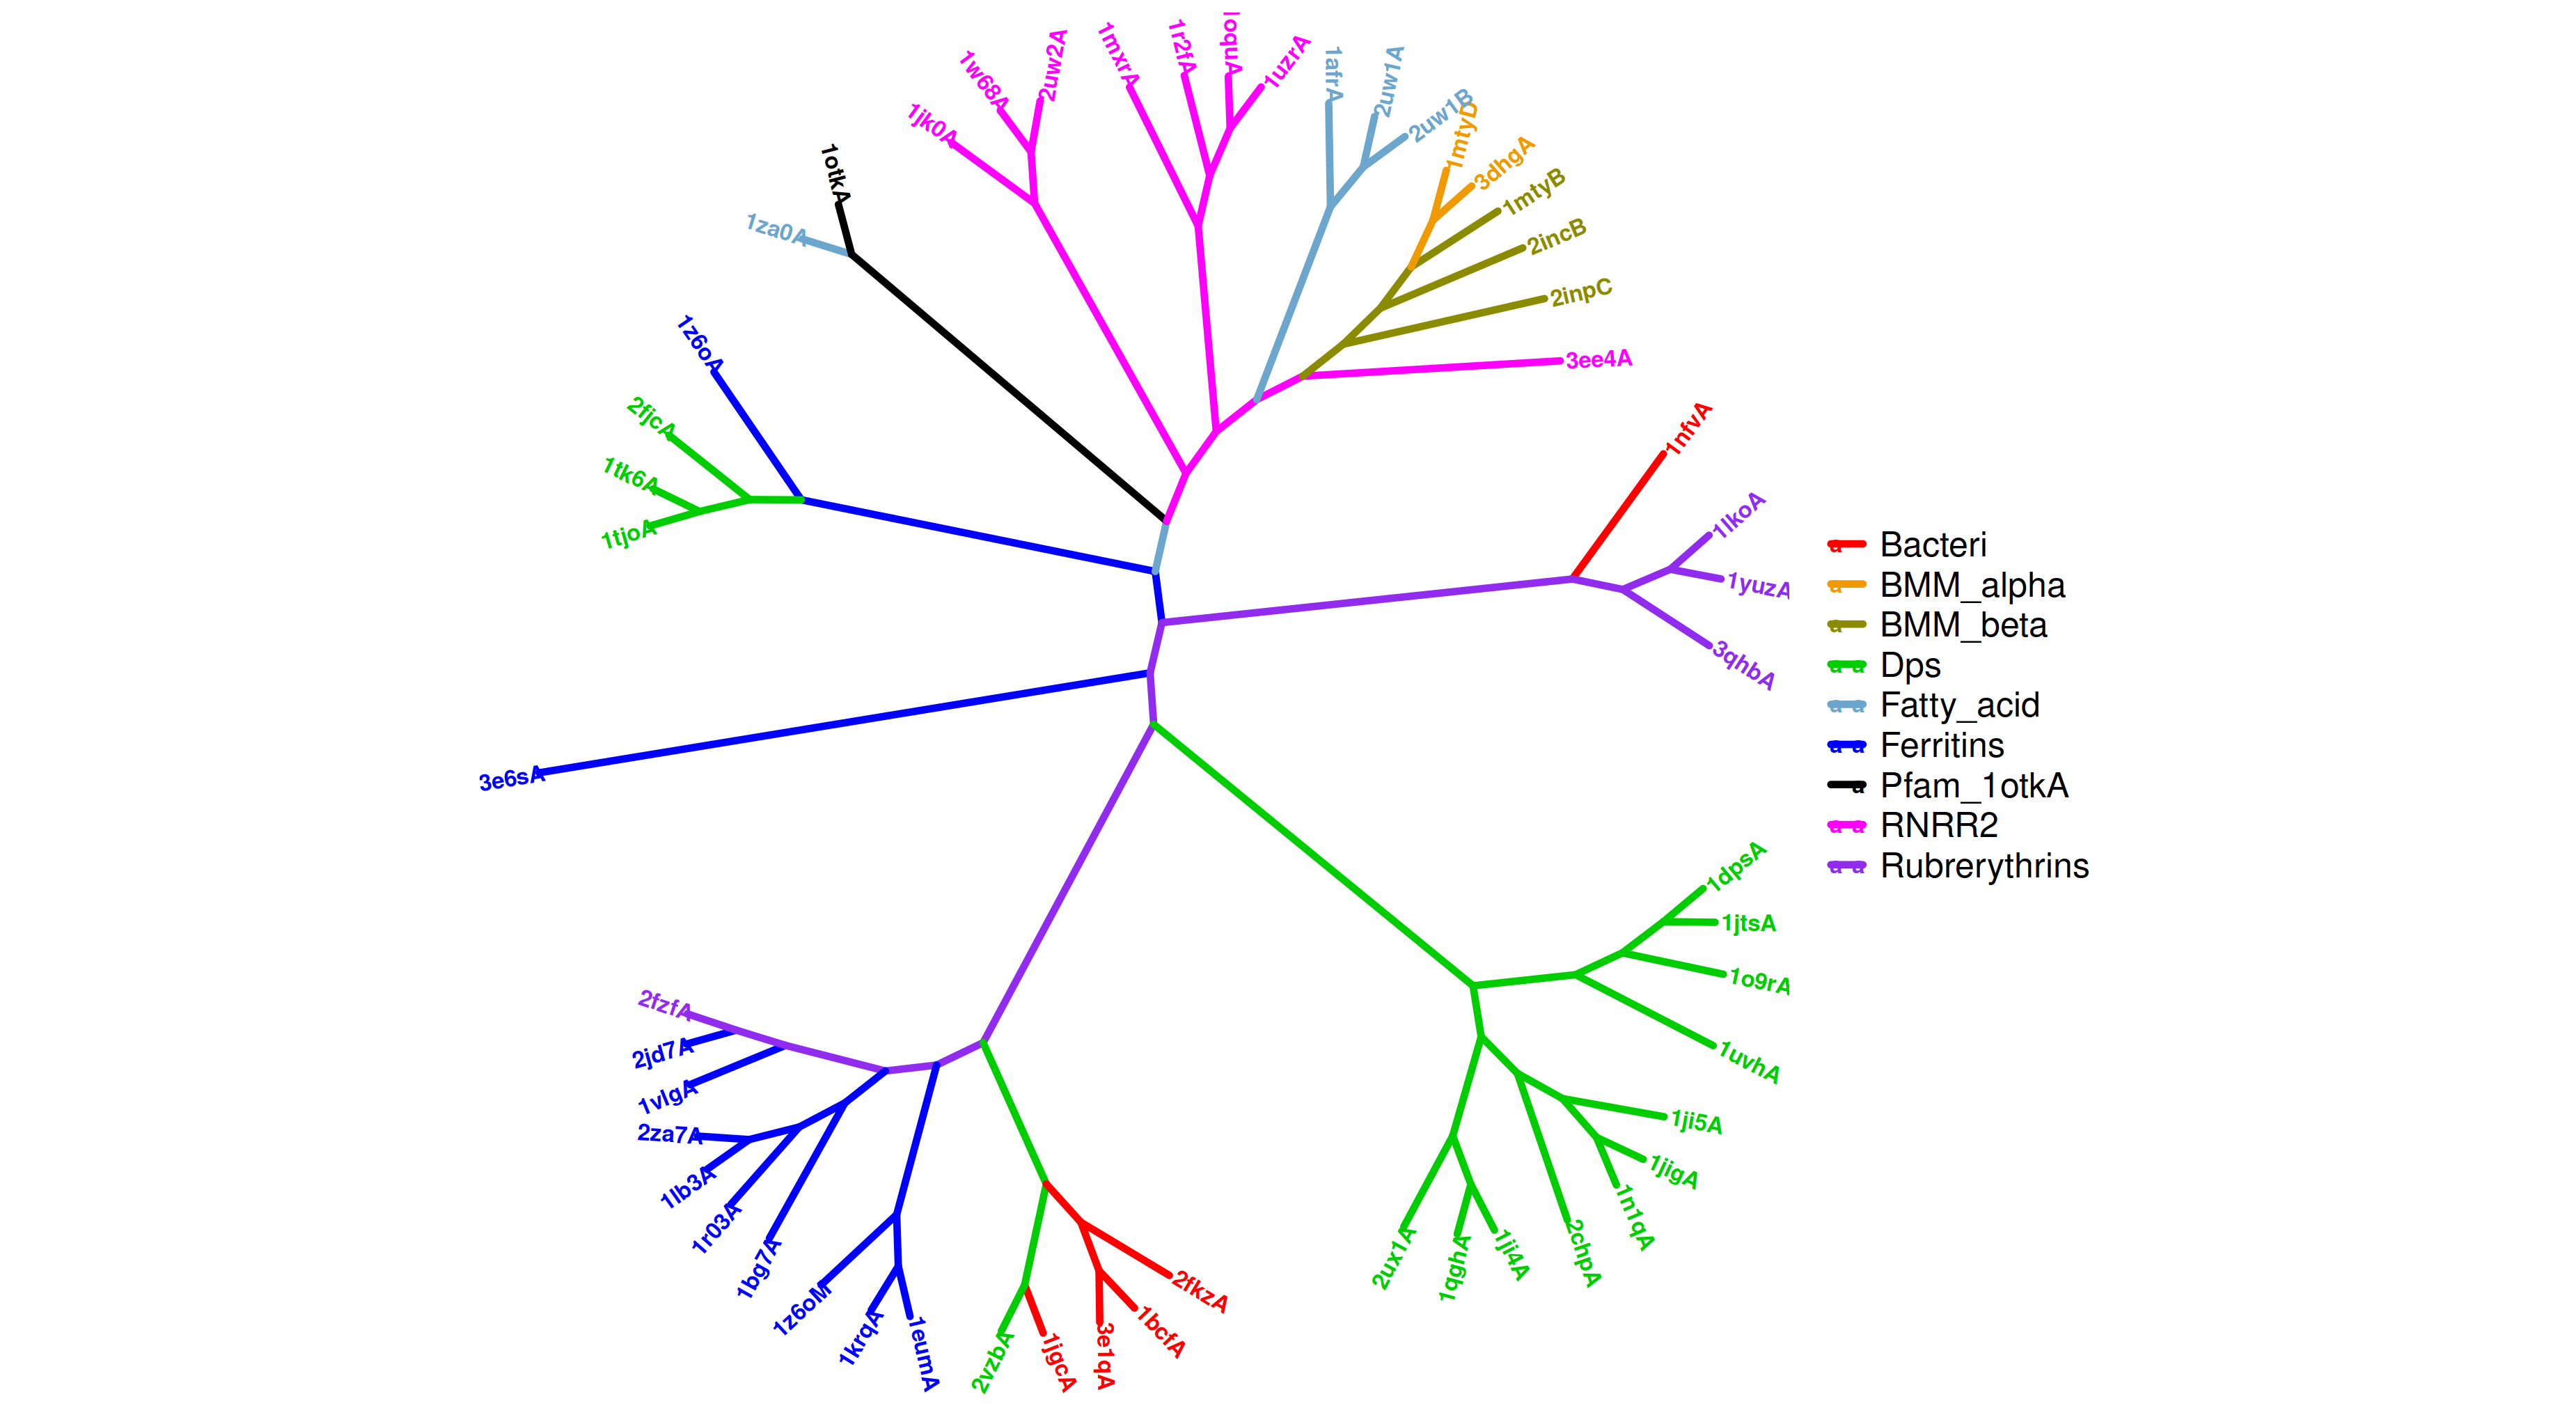 2uw2A
1mxrA
1r2fA
1uzrA
1w68A
1afrA
2uw1A
2uw1B
1mtyD
1jk0A
1otkA
3dhgA
1mtyB
1za0A
2incB
2inpC
1z6oA
3ee4A
2fjcA
1nfvA
1tk6A
1tjoA
1lkoA
1yuzA
3qhbA
3e6sA
a Bacteri
a BMM_alpha
a BMM_beta
a a Dps
a a Fatty_acid
a a Ferritins
a Pfam_1otkA
a a RNRR2
a a Rubrerythrins
1dpsA
1jtsA
1o9rA
1uvhA
1ji5A
1jigA
1n1qA
2chpA
1ji4A
1qghA
2ux1A
2fzfA
2jd7A
1vlgA
2za7A
1lb3A
1r03A
1bg7A
1z6oM
1krqA
1eumA
2vzbA
1jgcA
3e1qA
1bcfA
2fkzA